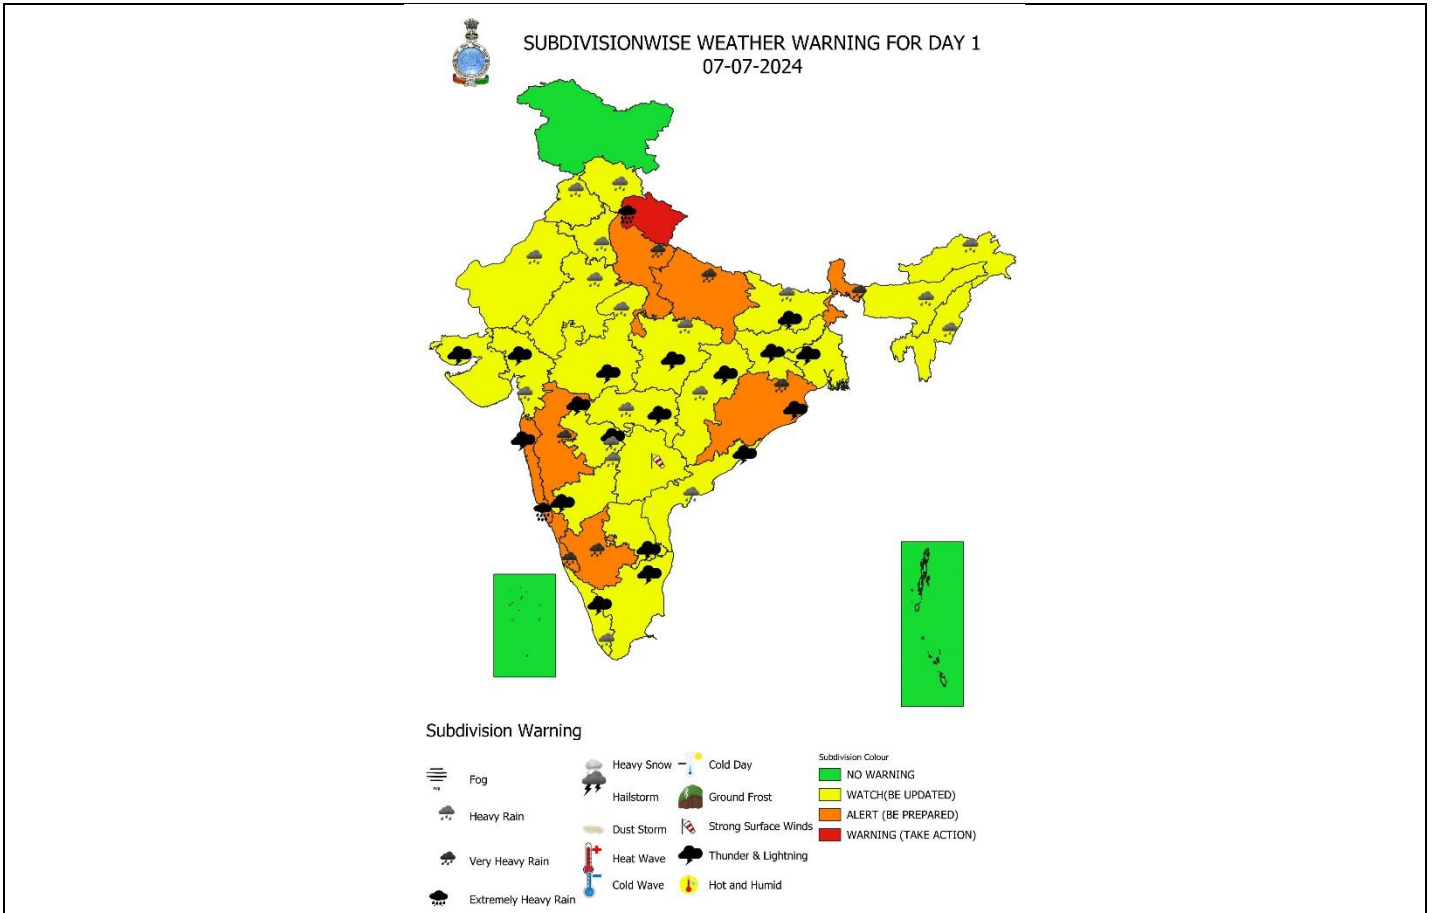 SUBDIVISIONWISE WEATHER WARNING FOR DAY 1
07-07-2024
Subdivision Warning
Fog
FOG
Heavy Rain
Very Heavy Rain
Extremely Heavy Rain
Heavy Snow
Hailstorm
Dust Storm
Heat Wave
Cold Wave
Cold Day
Ground Frost
Strong Surface Winds
Thunder & Lightning
Hot and Humid
Subdivision Colour
NO WARNING
WATCH(BE UPDATED)
ALERT (BE PREPARED)
WARNING (TAKE ACTION)